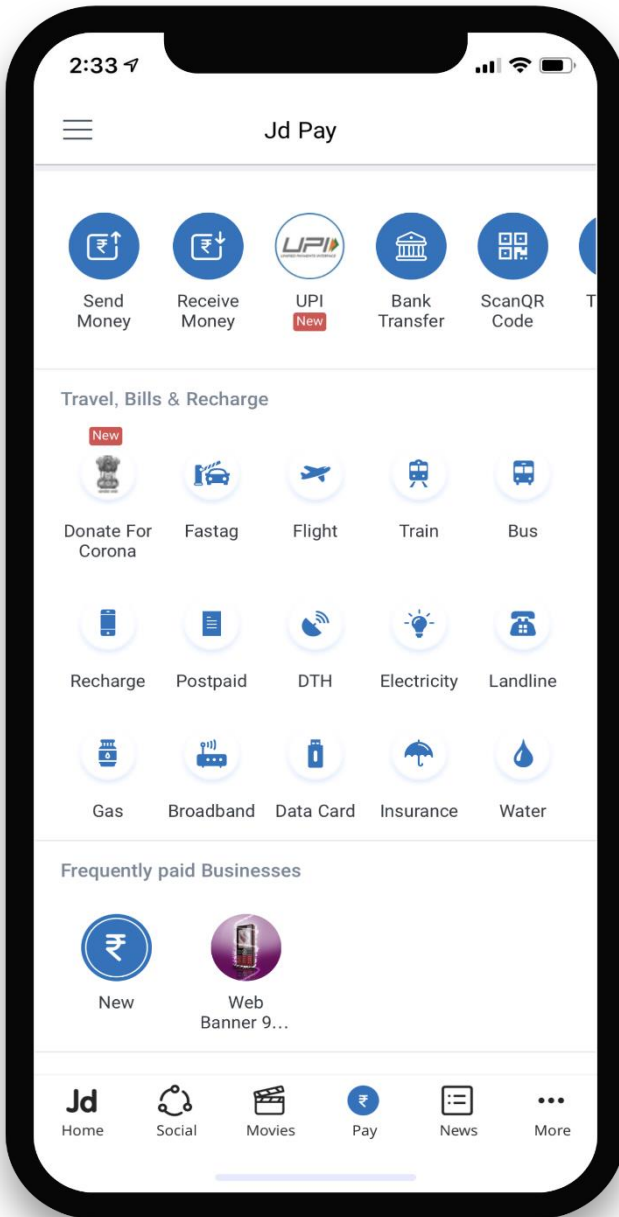 2:33
Jd Pay
Send Money
Receive Money
UPI
New
Bank Transfer
ScanQR Code
T
Travel, Bills & Recharge
New
Donate For Corona
Fastag
Flight
Train
Bus
Recharge
Postpaid
DTH
Electricity
Landline
Gas
Broadband
Data Card
Insurance
Water
Frequently paid Businesses
New
Web Banner 9...
Jd
Home
Social
Movies
Pay
News
More